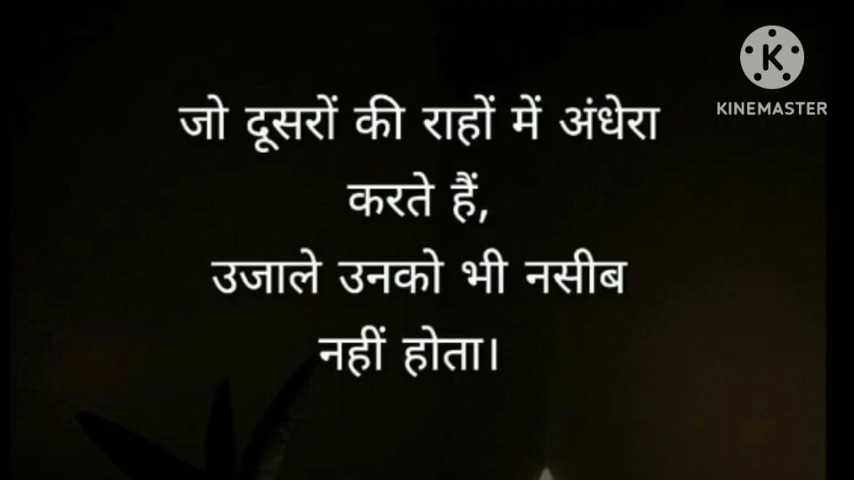 KINEMASTER
जो दूसरों की राहों में अंधेरा
करते हैं,
उजाले उनको भी नसीब
नहीं होता।